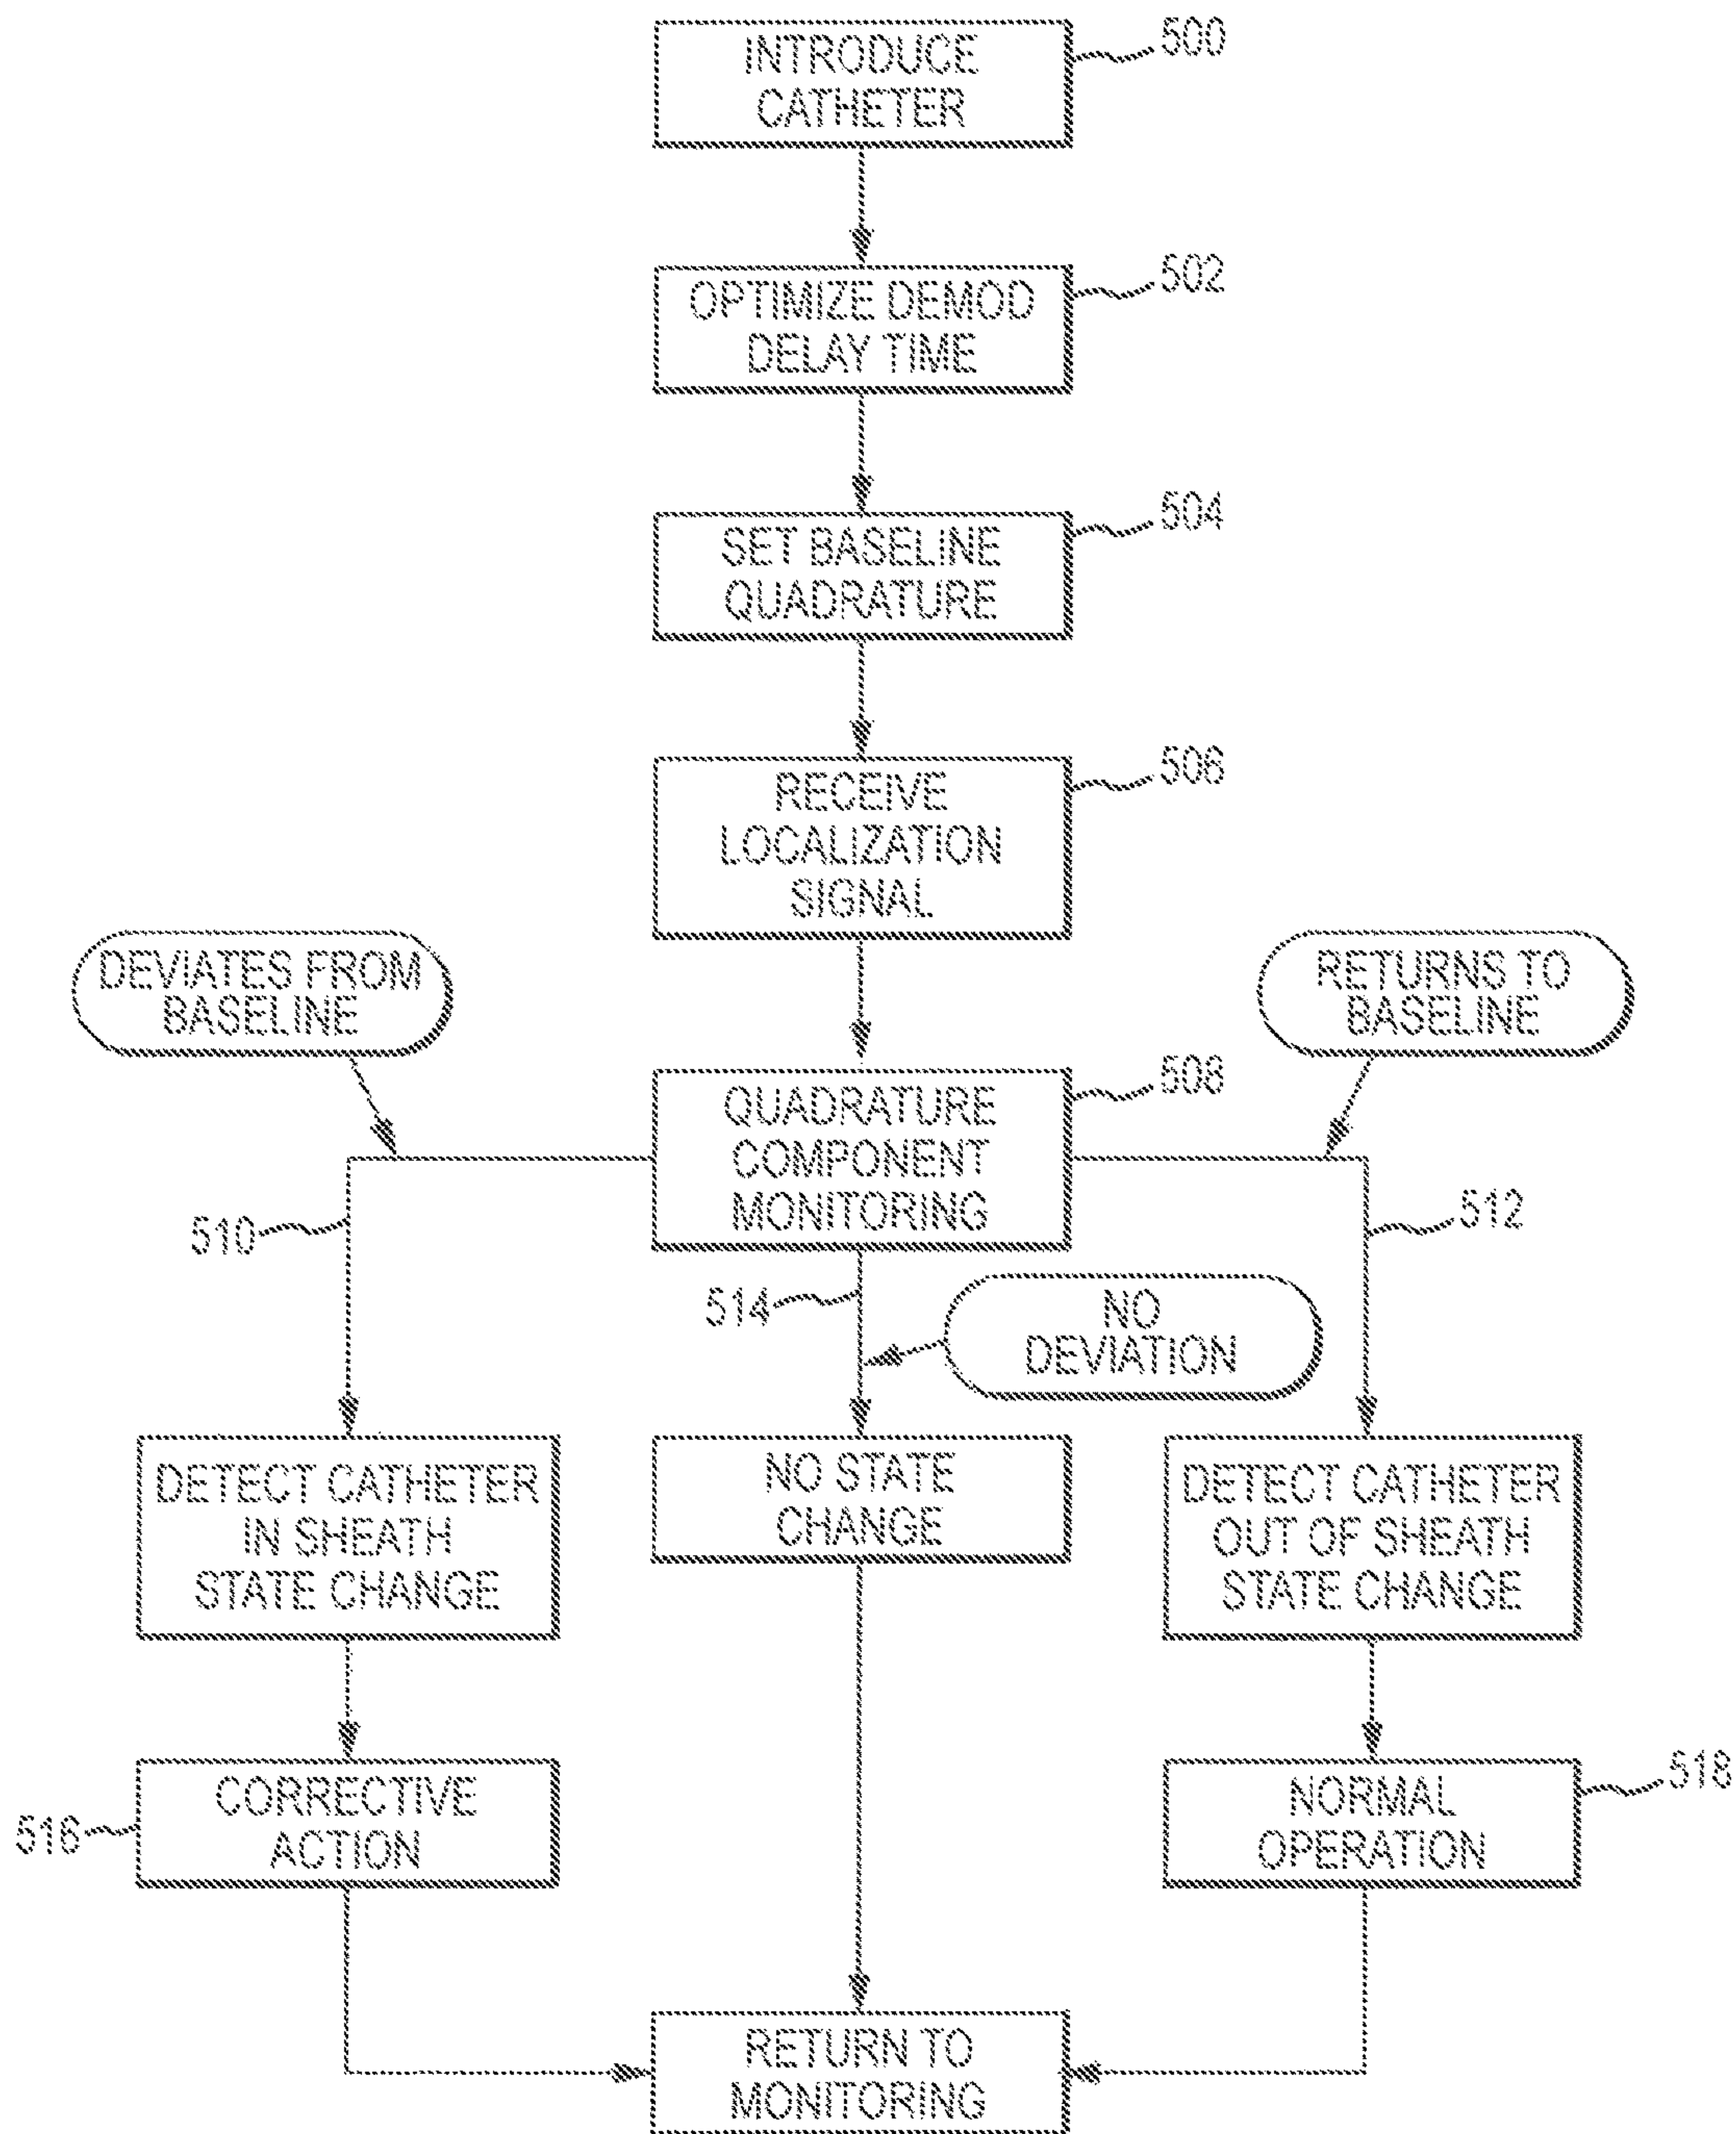 INTRODUCE
CATHETER
500
OPTIMIZE DEMOD
DELAY TIME
502
SET BASELINE
QUADRATURE
504
RECEIVE
LOCALIZATION
SIGNAL
506
DEVIATES FROM
BASELINE
RETURNS TO
BASELINE
QUADRATURE
COMPONENT
MONITORING
508
510
512
514
NO
DEVIATION
DETECT CATHETER
IN SHEATH
STATE CHANGE
NO STATE
CHANGE
DETECT CATHETER
OUT OF SHEATH
STATE CHANGE
CORRECTIVE
ACTION
516
NORMAL
OPERATION
518
RETURN TO
MONITORING